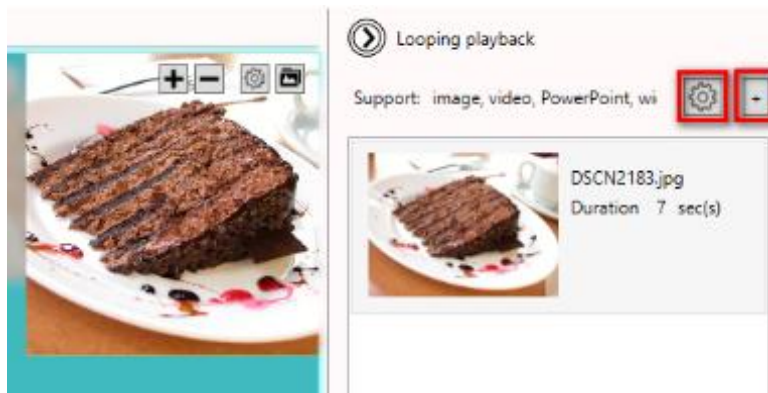 Looping playback
Support: image, video, PowerPoint, wi
DSCN2183.jpg
Duration 7 sec(s)